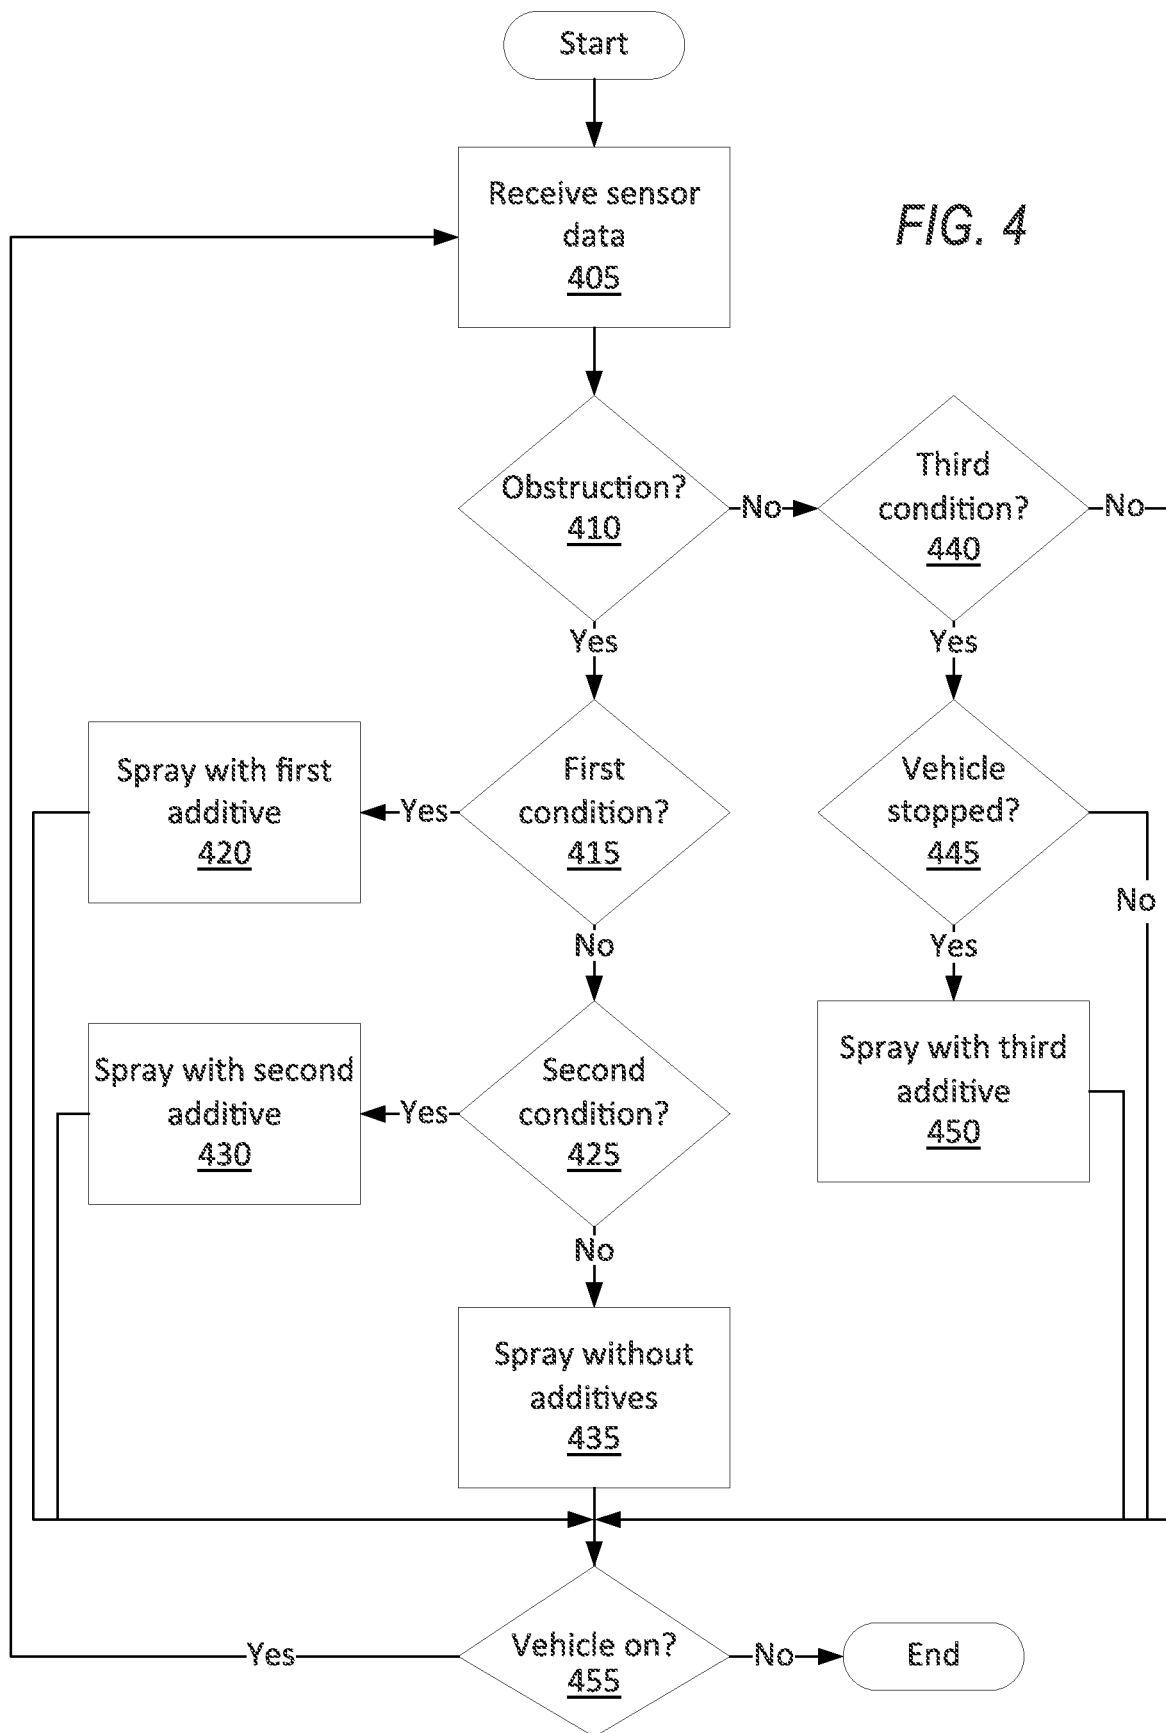 Start
Receive sensor
data
405
FIG. 4
Obstruction?
410
No
Third
condition?
440
No
Yes
Yes
Spray with first
additive
420
Yes
First
condition?
415
Vehicle
stopped?
445
No
No
Yes
Spray with second
additive
430
Yes
Second
condition?
425
Spray with third
additive
450
No
Spray without
additives
435
Yes
Vehicle on?
455
No
End